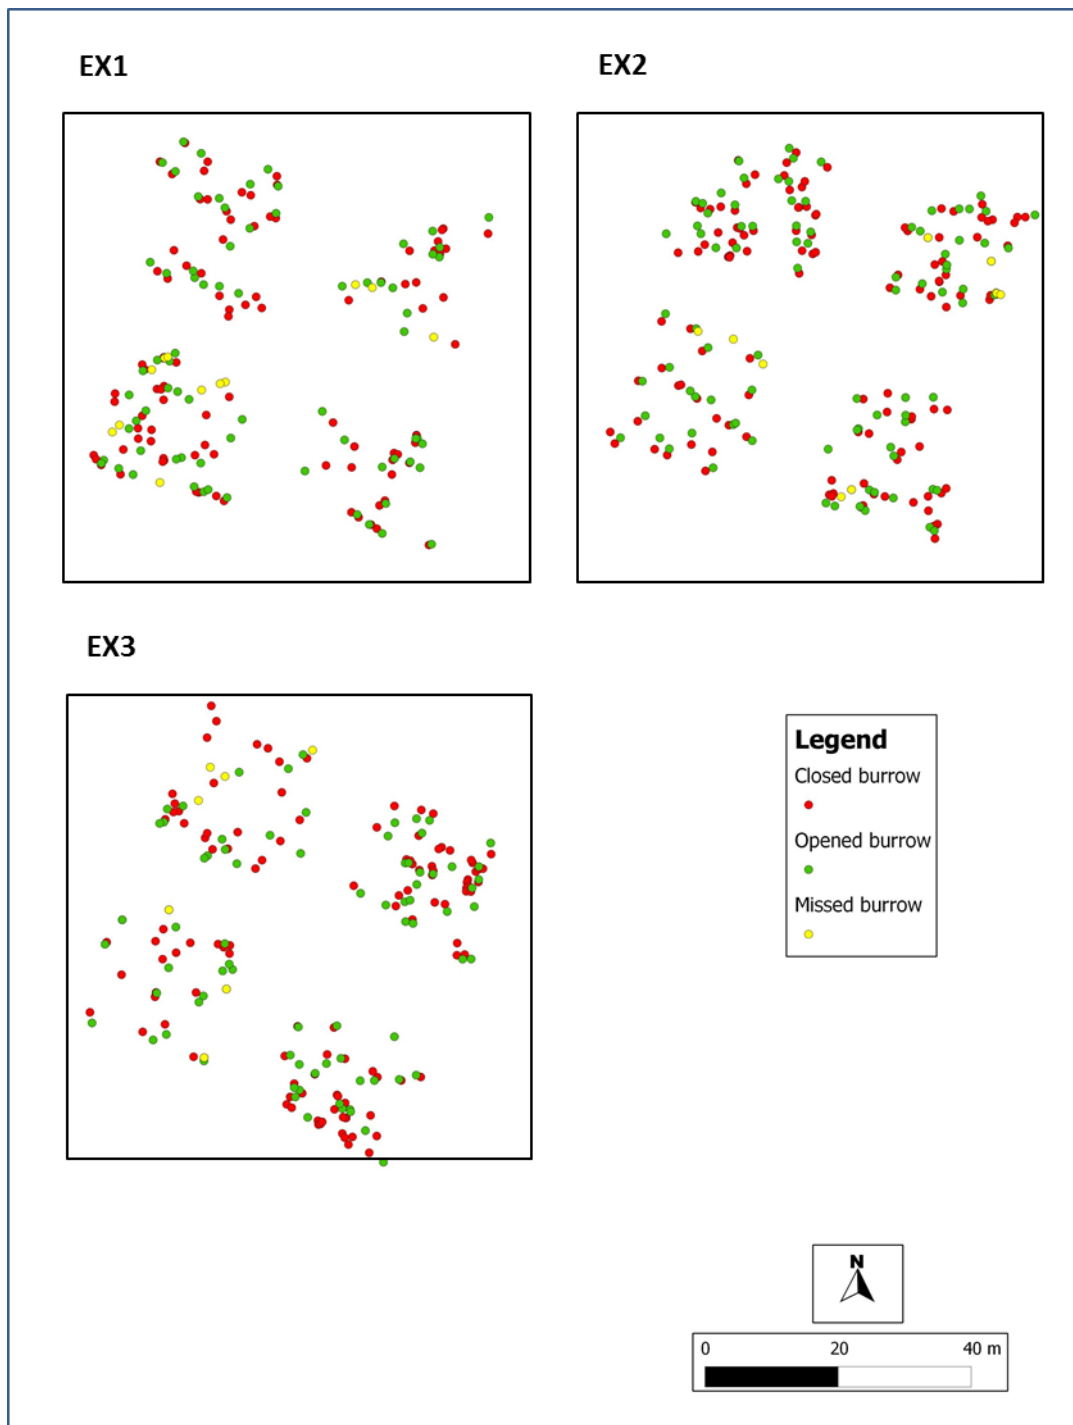 EX1
EX2
EX3
Legend
Closed burrow
Opened burrow
Missed burrow
N
0 20 40 m